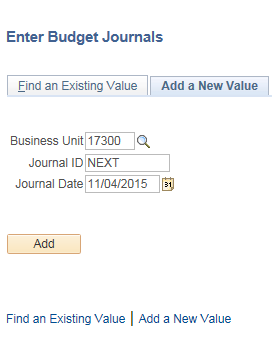 Enter Budget Journals
Find an Existing Value
Add a New Value
Business Unit 17300
Journal ID NEXT
Journal Date 11/04/2015 31
Add
Find an Existing Value | Add a New Value